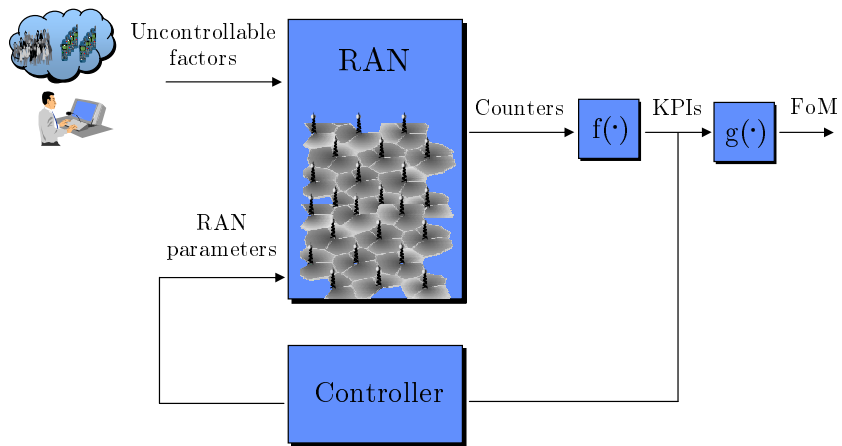 Uncontrollable
factors
RAN
Counters
f(·)
KPIs
g(·)
FoM
RAN
parameters
Controller